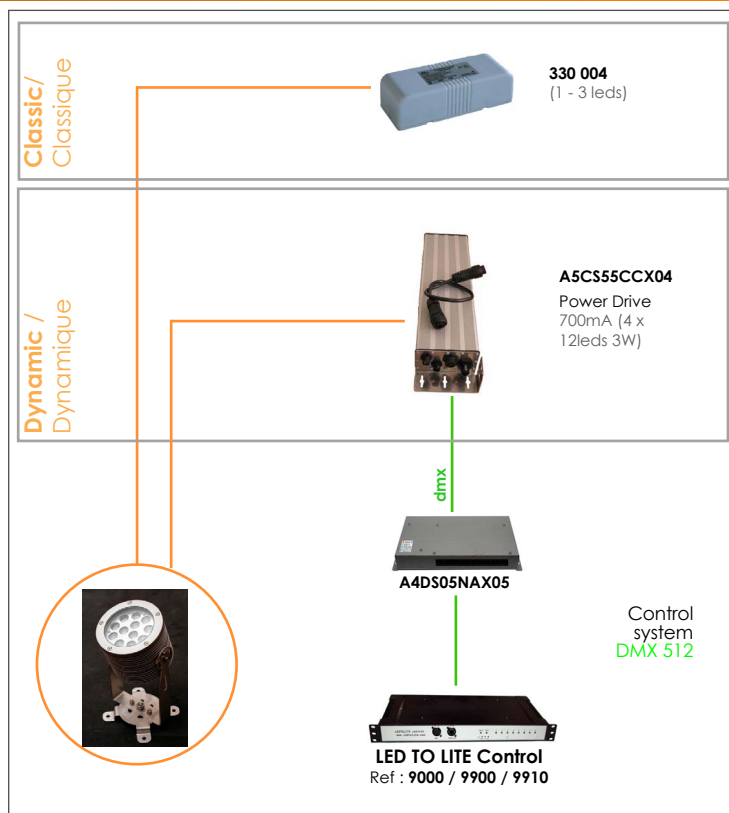 Classic /
Classique
330 004
(1 - 3 leds)
Dynamic /
Dynamique
A5CS55CCX04
Power Drive
700mA (4 x
12leds 3W)
dmx
A4DS05NAX05
Control
system
DMX 512
LED TO LITE Control
Ref : 9000 / 9900 / 9910